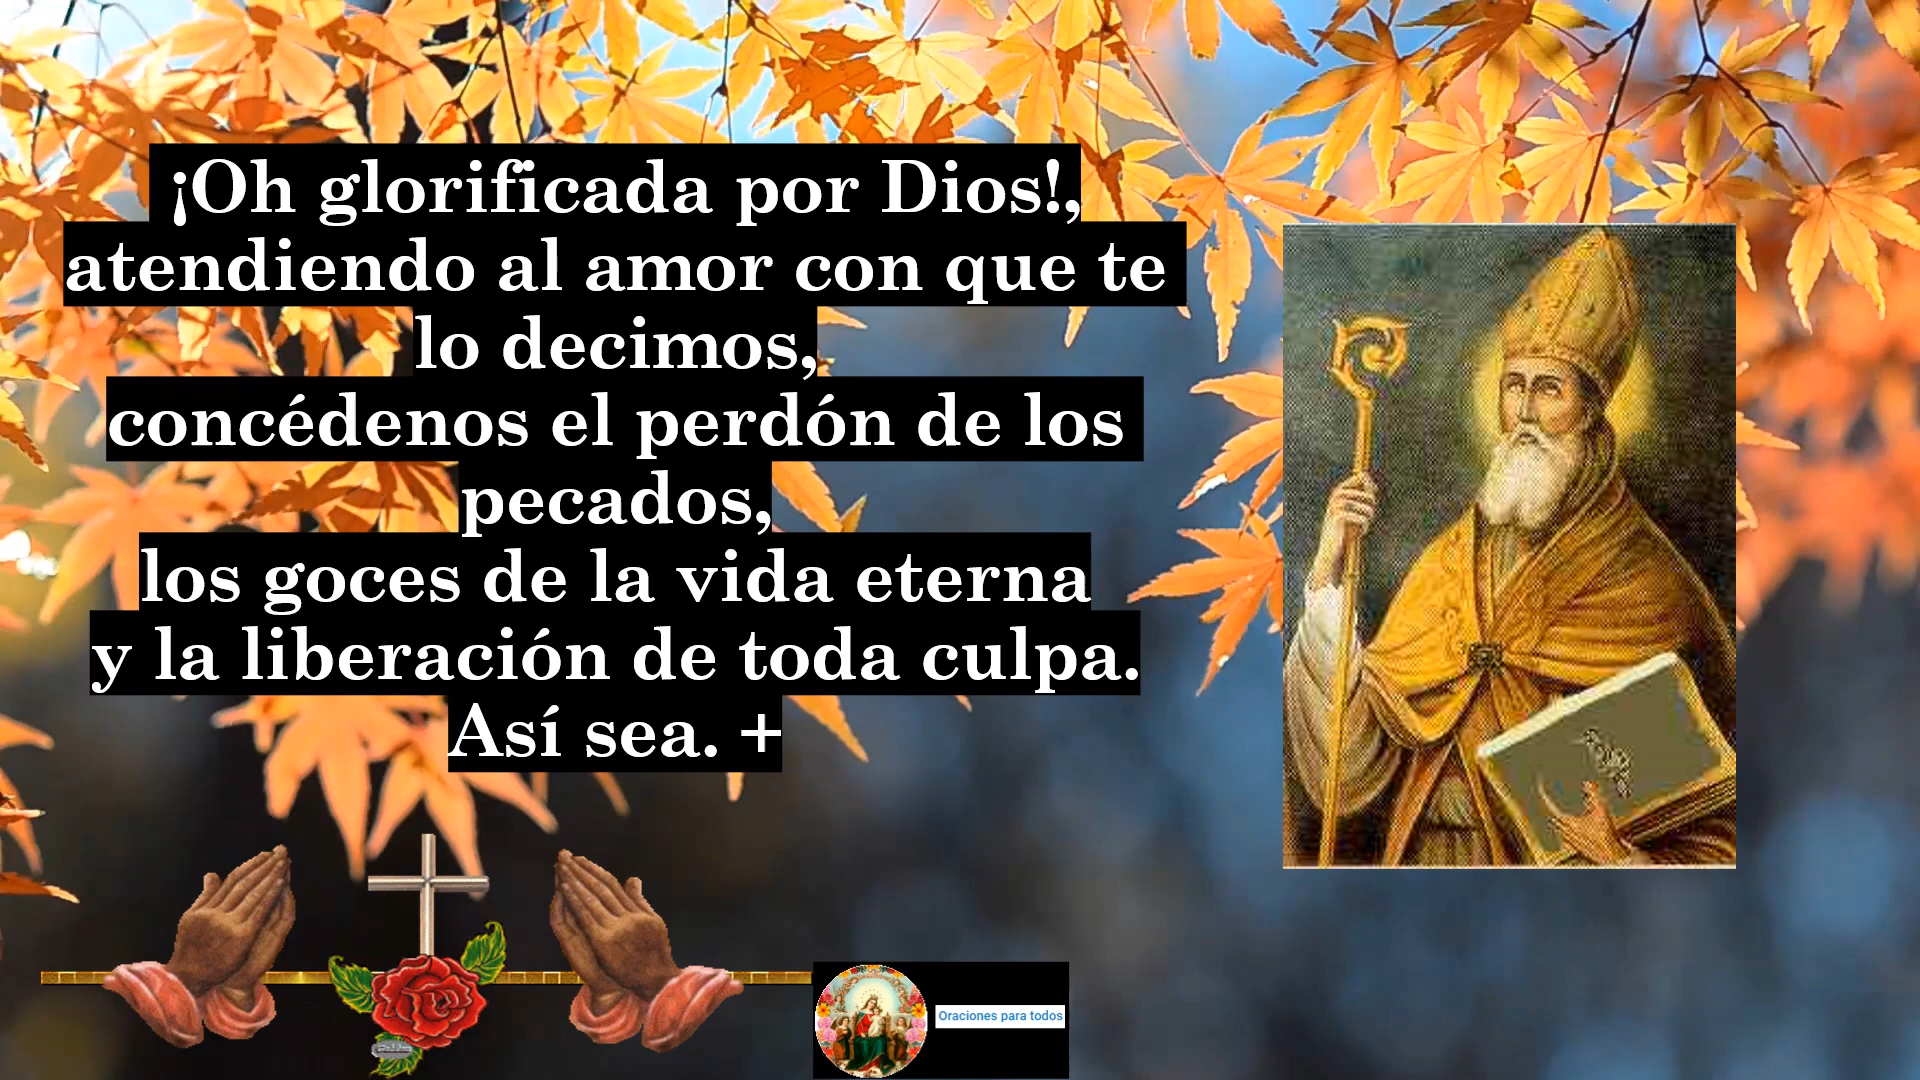 ¡Oh glorificada por Dios!,
atendiendo al amor con que te
lo decimos,
concédenos el perdón de los
pecados,
los goces de la vida eterna
y la liberación de toda culpa.
Así sea. +
Oraciones para todos